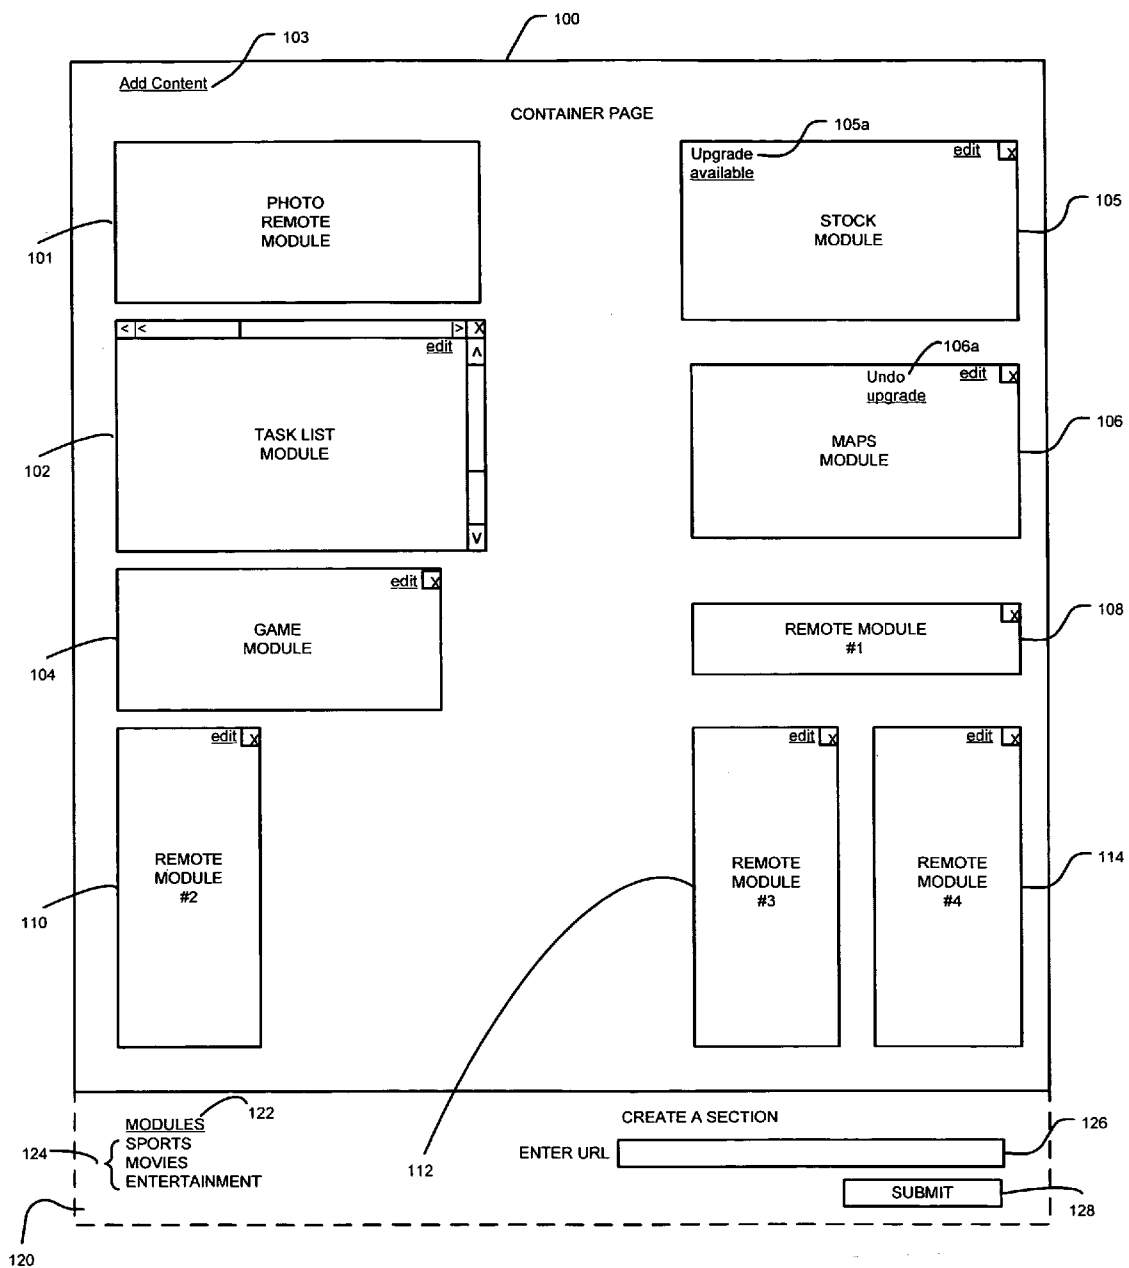 100
103
Add Content
CONTAINER PAGE
105a
Upgrade
available
edit
X
STOCK
MODULE
105
PHOTO
REMOTE
MODULE
101
< |< >| X
edit
^
TASK LIST
MODULE
v
102
106a
Undo
upgrade
edit
X
MAPS
MODULE
106
edit
X
GAME
MODULE
104
X
REMOTE MODULE
#1
108
edit
X
REMOTE
MODULE
#2
110
edit
X
REMOTE
MODULE
#3
112
edit
X
REMOTE
MODULE
#4
114
MODULES
122
SPORTS
MOVIES
ENTERTAINMENT
124
120
CREATE A SECTION
ENTER URL
126
SUBMIT
128